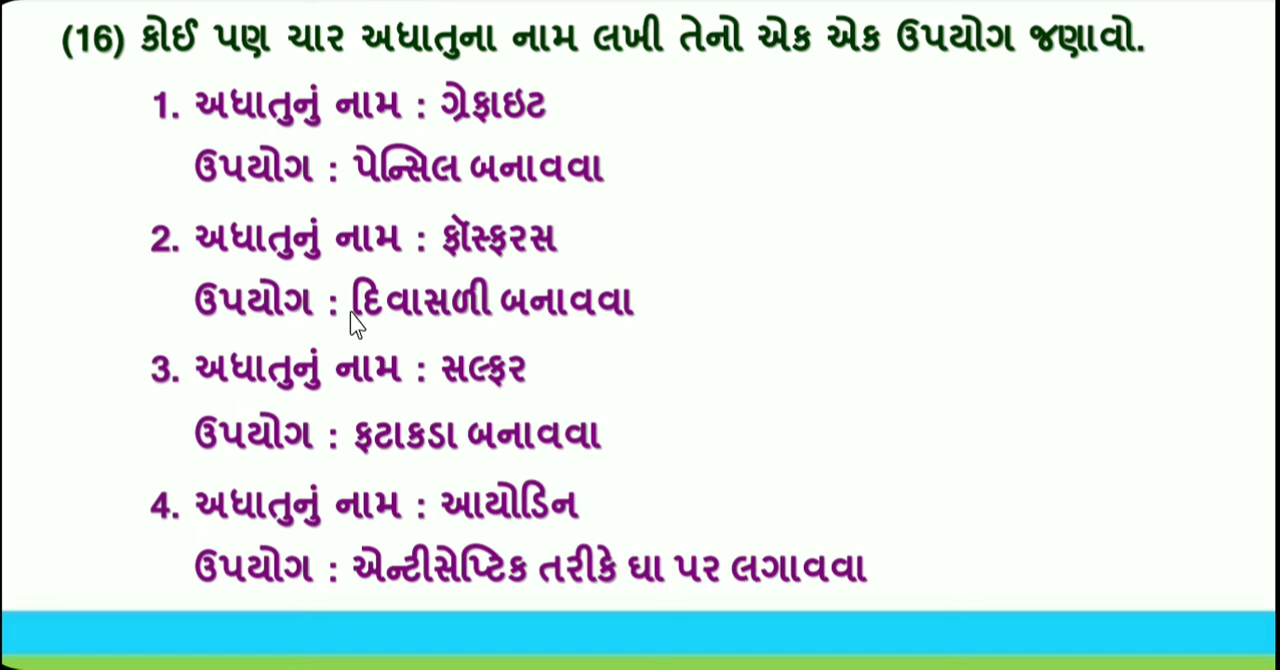 (16) કોઈ પણ ચાર અધાતુના નામ લખી તેનો એક એક ઉપયોગ જણાવો.
1. અધાતુનું નામ : ગ્રેફાઇટ
ઉપયોગ : પેન્સિલ બનાવવા
2. અધાતુનું નામ : ફૉસ્ફરસ
ઉપયોગ : દિવાસળી બનાવવા
3. અધાતુનું નામ : સલ્ફર
ઉપયોગ : ફટાકડા બનાવવા
4. અધાતુનું નામ : આયોડિન
ઉપયોગ : એન્ટીસેપ્ટિક તરીકે ઘા પર લગાવવા